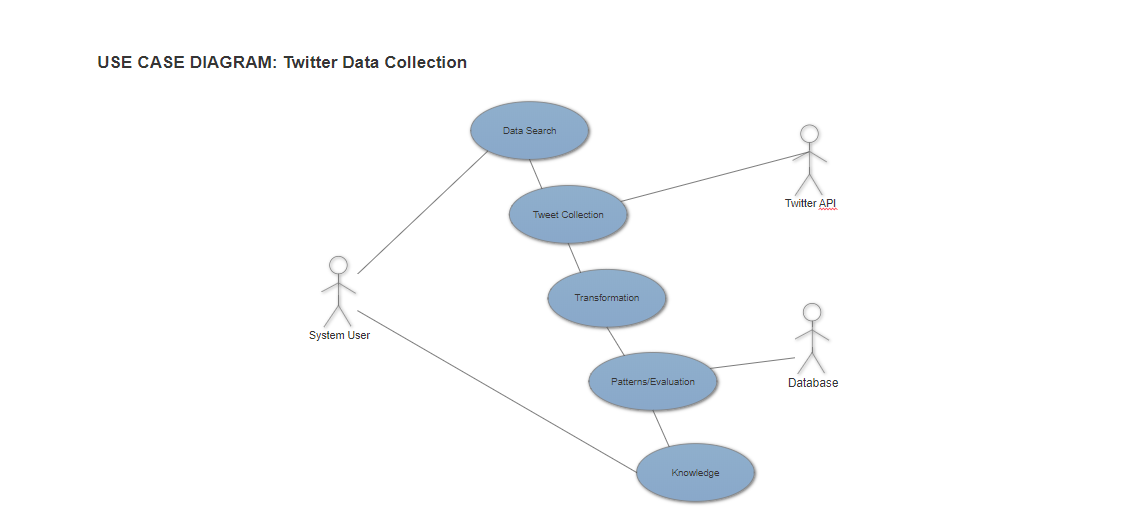 USE CASE DIAGRAM: Twitter Data Collection
Data Search
Twitter API
Tweet Collection
Transformation
System User
Patterns/Evaluation
Database
Knowledge